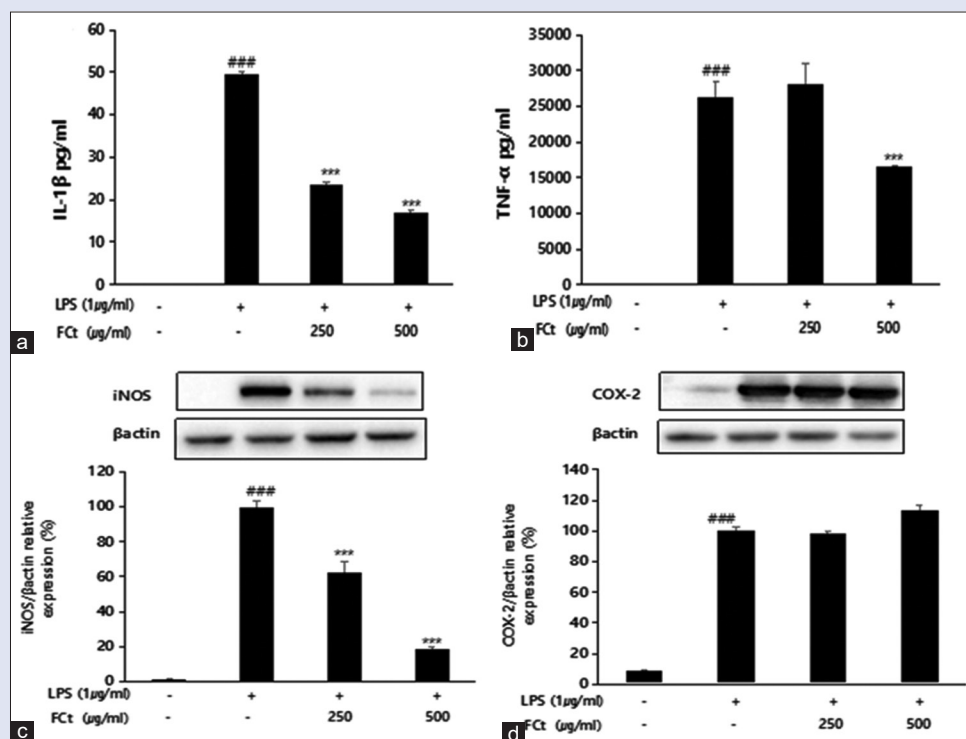 60
50
40
30
20
10
0
IL-1β pg/ml
###
***
***
LPS (1μg/ml) - + + +
FCt (μg/ml) - - 250 500
a
35000
30000
25000
20000
15000
10000
5000
0
TNF-α pg/ml
###
***
LPS (1μg/ml) - + + +
FCt (μg/ml) - - 250 500
b
iNOS
βactin
120
100
80
60
40
20
0
iNOS/βactin relative
expression (%)
###
***
***
LPS (1μg/ml) - + + +
FCt (μg/ml) - - 250 500
c
COX-2
βactin
140
120
100
80
60
40
20
0
COX-2/βactin relative
expression (%)
###
LPS (1μg/ml) - + + +
FCt (μg/ml) - - 250 500
d